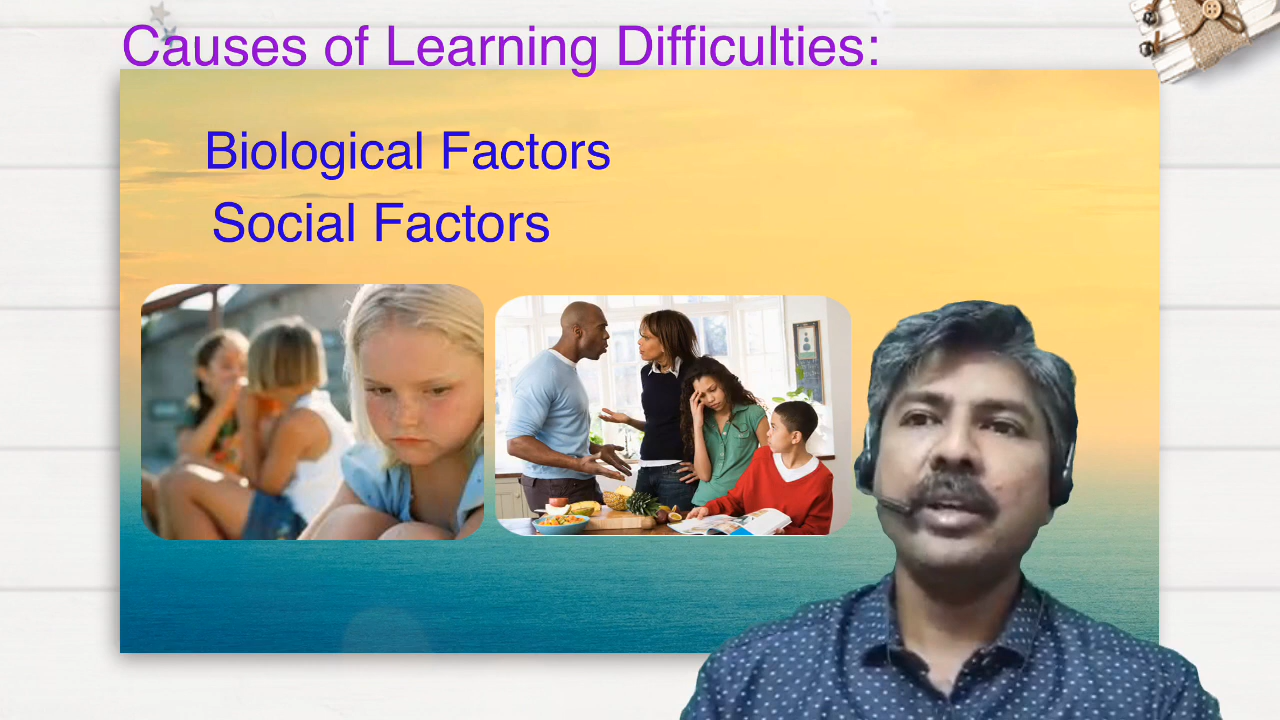 Causes of Learning Difficulties:
Biological Factors
Social Factors